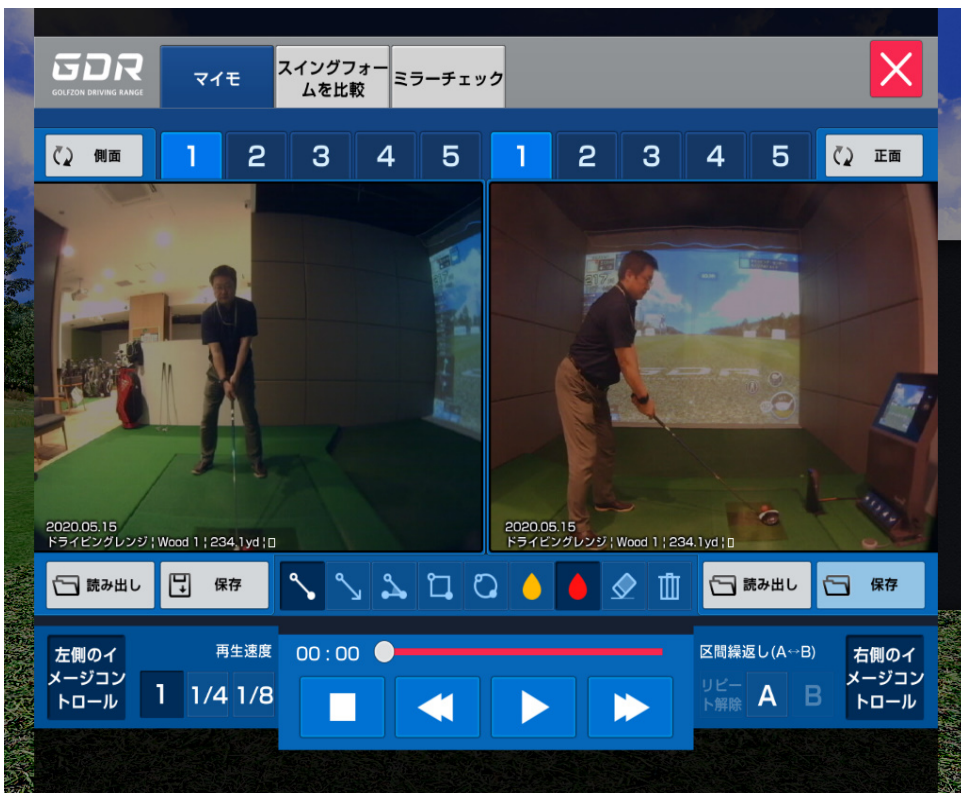 GDR
GOLFZON DRIVING RANGE
マイモ
スイングフォー
ムを比較
ミラーチェック
側面
1 2 3 4 5
1 2 3 4 5
正面
2020.05.15
ドライビングレンジ ¦ Wood 1 ¦ 234.1yd ¦ ▯
GDR
2020.05.15
ドライビングレンジ ¦ Wood 1 ¦ 234.1yd ¦ ▯
読み出し
保存
読み出し
保存
左側のイ
メージコン
トロール
再生速度
1 1/4 1/8
00 : 00
区間繰返し(A↔B)
リピー
ト解除
A B
右側のイ
メージコン
トロール